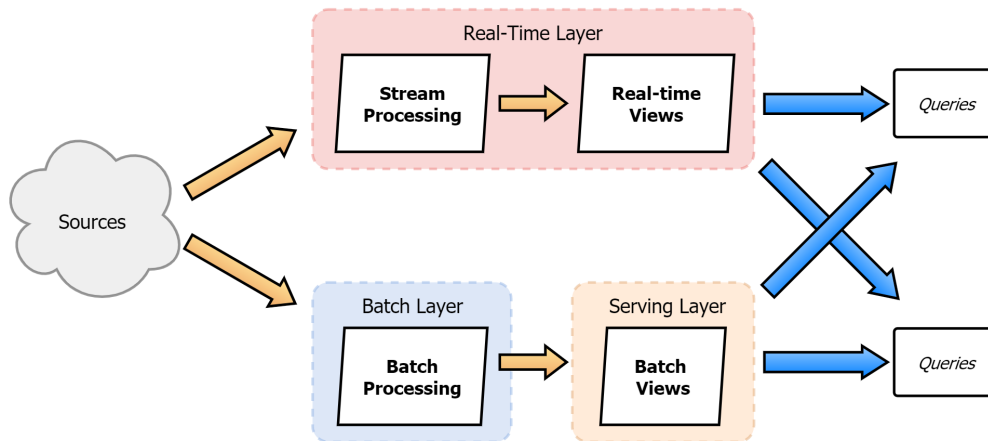 Real-Time Layer
Stream
Processing
Real-time
Views
Queries
Sources
Batch Layer
Batch
Processing
Serving Layer
Batch
Views
Queries